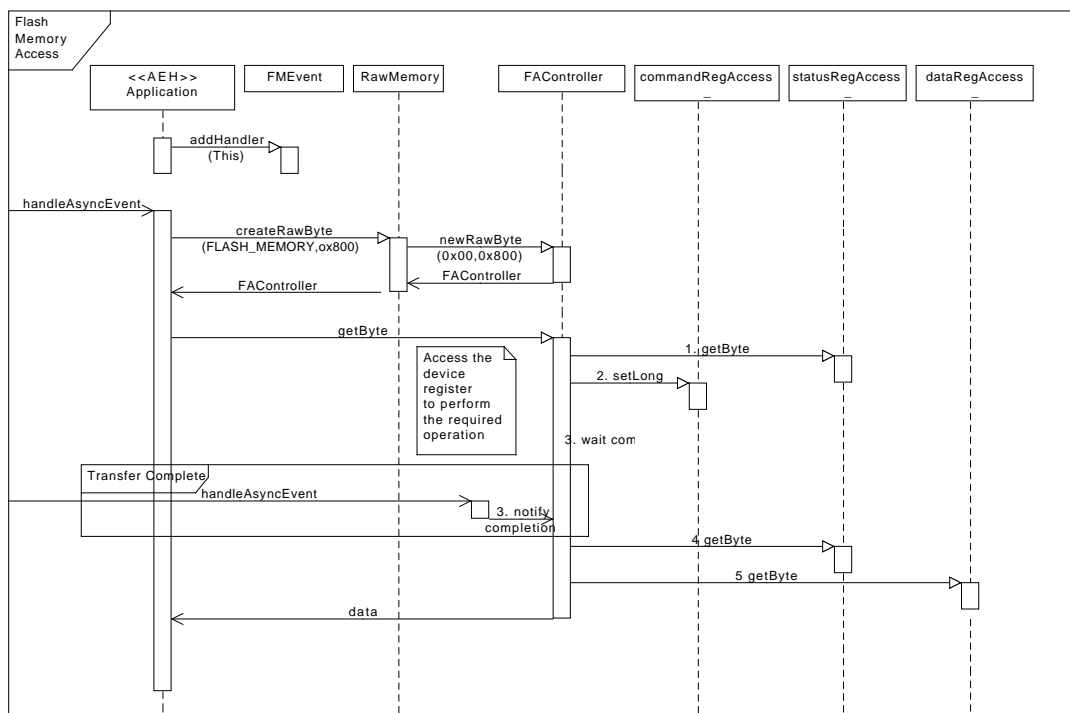 Flash
Memory
Access
<<AEH>>
Application
FMEvent
RawMemory
FAController
commandRegAccess
_
statusRegAccess
_
dataRegAccess
_
addHandler
(This)
handleAsyncEvent
createRawByte
(FLASH_MEMORY,ox800)
newRawByte
(0x00,0x800)
FAController
FAController
getByte
Access the
device
register
to perform
the required
operation
1. getByte
2. setLong
3. wait com
Transfer Complete
handleAsyncEvent
3. notify
completion
4 getByte
5 getByte
data